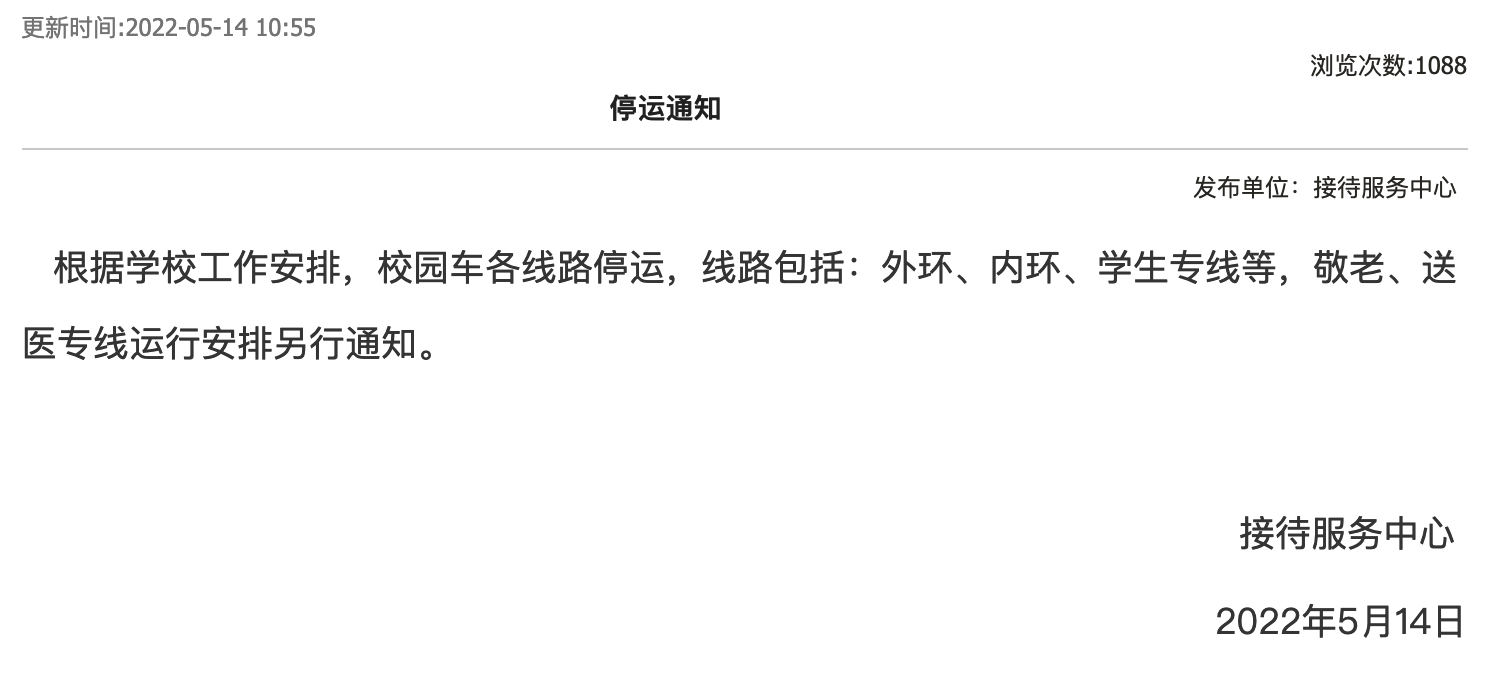 更新时间:2022-05-14 10:55
浏览次数:1088
停运通知
发布单位：接待服务中心
根据学校工作安排，校园车各线路停运，线路包括：外环、内环、学生专线等，敬老、送
医专线运行安排另行通知。
接待服务中心
2022年5月14日